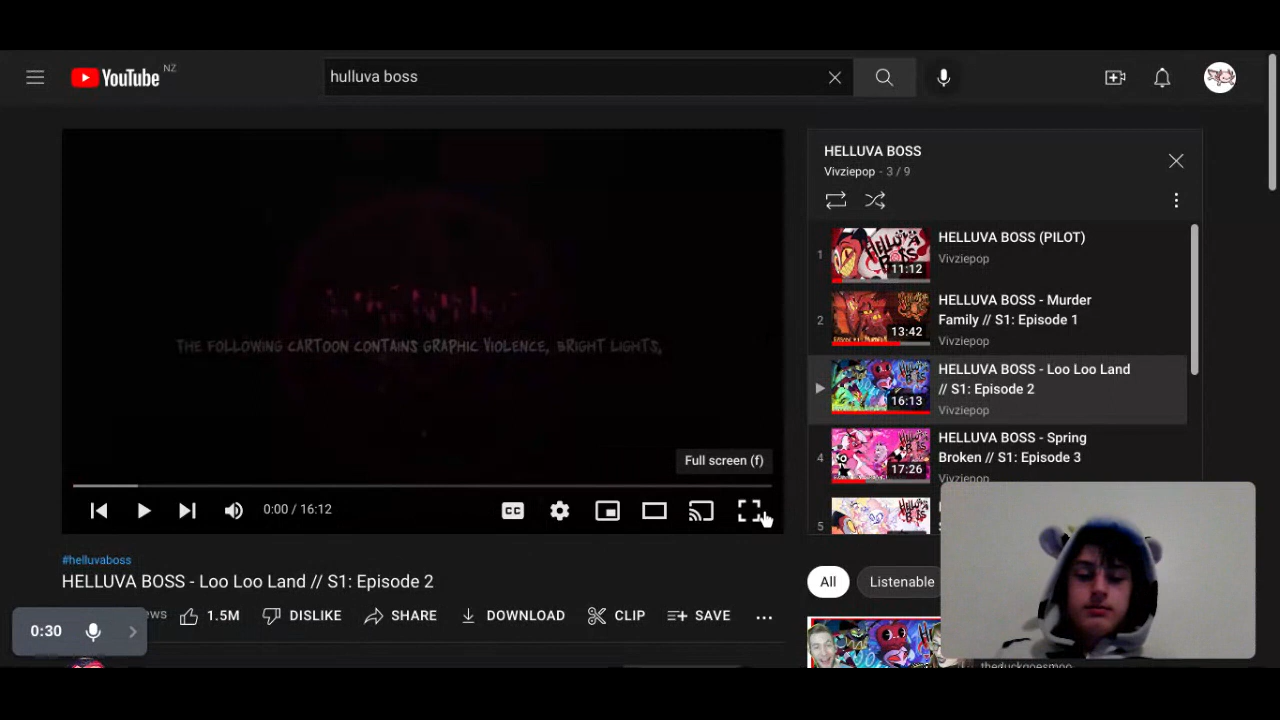 YouTube NZ
hulluva boss
THE FOLLOWING CARTOON CONTAINS GRAPHIC VIOLENCE, BRIGHT LIGHTS,
Full screen (f)
CC
0:00 / 16:12
#helluvaboss
HELLUVA BOSS - Loo Loo Land // S1: Episode 2
ews 1.5M DISLIKE SHARE DOWNLOAD CLIP SAVE
0:30
HELLUVA BOSS
Vivziepop - 3 / 9
1
11:12
HELLUVA BOSS (PILOT)
Vivziepop
2
13:42
HELLUVA BOSS - Murder
Family // S1: Episode 1
Vivziepop
16:13
HELLUVA BOSS - Loo Loo Land
// S1: Episode 2
Vivziepop
4
17:26
HELLUVA BOSS - Spring
Broken // S1: Episode 3
Vivziepop
5
All Listenable
theduckgoesmoo